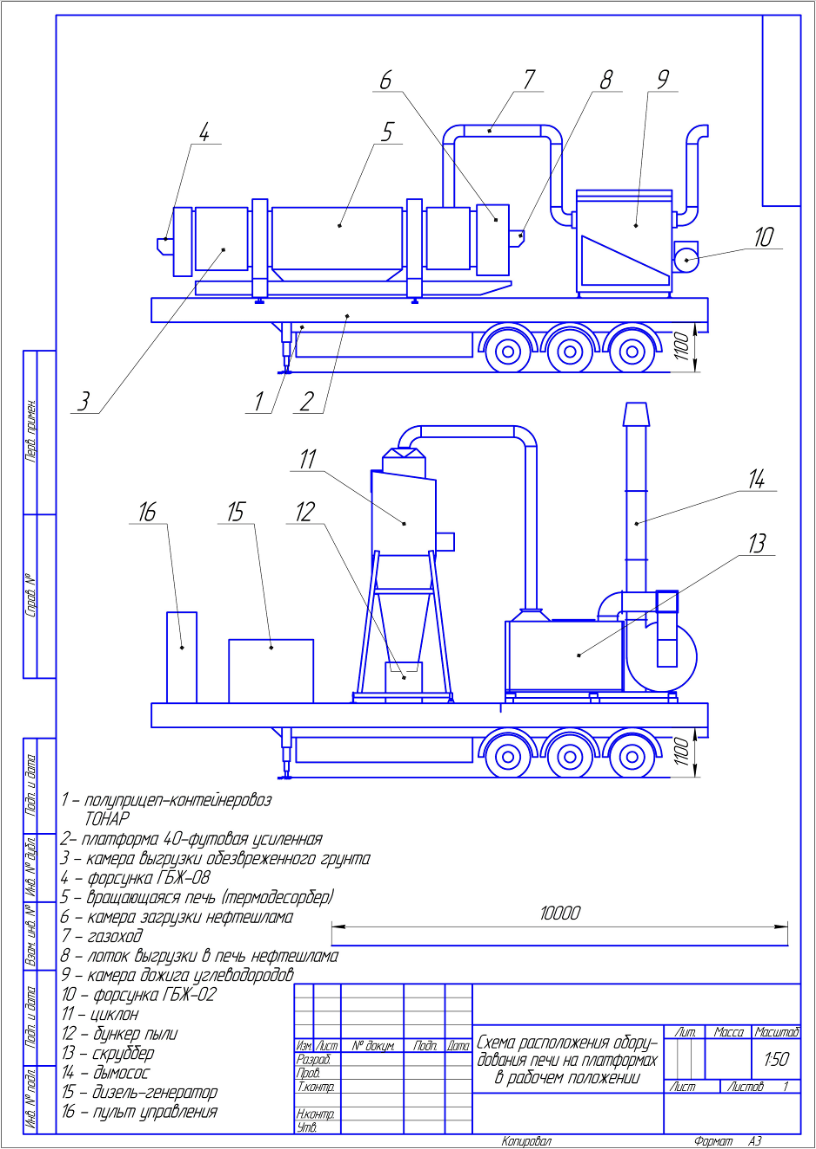 6
7
8
9
4
5
10
1100
3
1
2
11
14
16
15
12
13
1100
Перв. примен.
Справ. №
Подп. и дата
Инв. № дубл.
Взам. инв. №
Подп. и дата
Инв. № подл.
1 – полуприцеп-контейнеровоз
ТОНАР
2– платформа 40-футовая усиленная
3 – камера выгрузки обезвреженного грунта
4 – форсунка ГБЖ-08
5 – вращающаяся печь (термодесорбер)
6 – камера загрузки нефтешлама
7 – газоход
8 – лоток выгрузки в печь нефтешлама
9 – камера дожига углеводородов
10 – форсунка ГБЖ-02
11 – циклон
12 – бункер пыли
13 – скруббер
14 – дымосос
15 – дизель-генератор
16 – пульт управления
10000
Изм. Лист № докум. Подп. Дата
Разраб.
Пров.
Т.контр.
Н.контр.
Утв.
Схема расположения обору-
дования печи на платформах
в рабочем положении
Лит. Масса Масштаб
1:50
Лист Листов 1
Копировал Формат А3